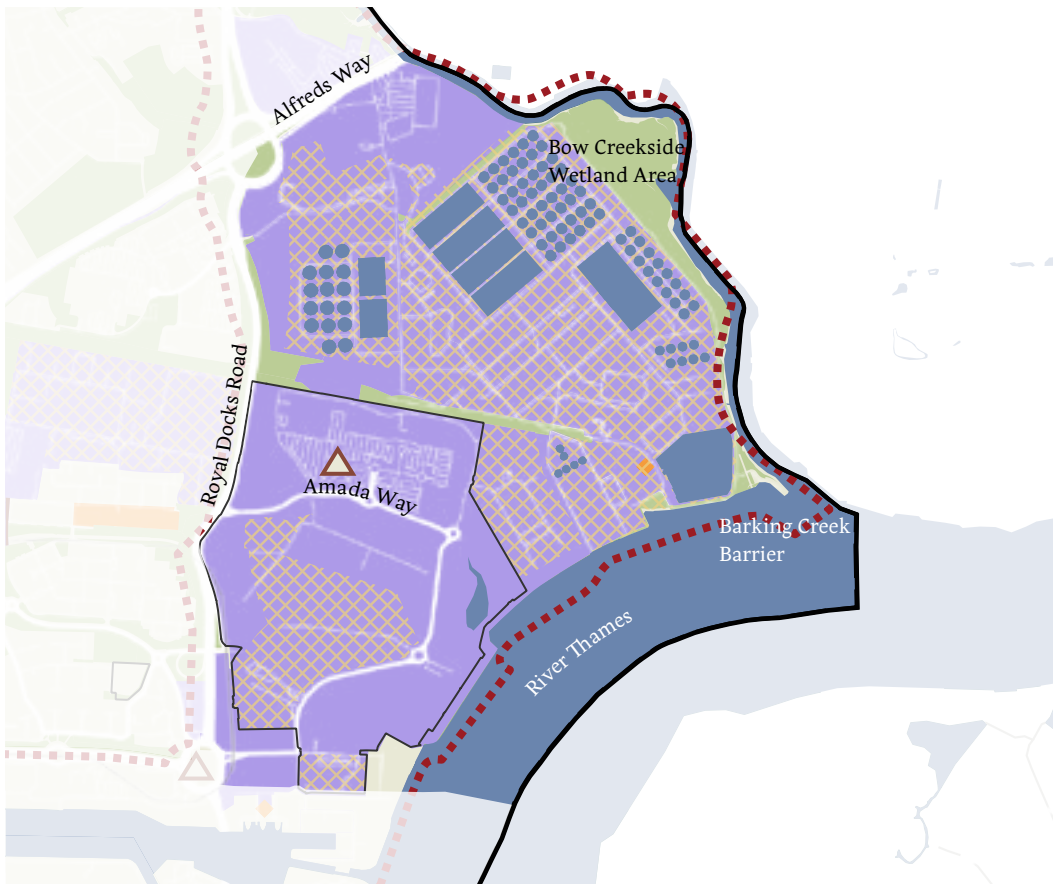 Alfreds Way
Bow Creekside
Wetland Area
Royal Docks Road
Amada Way
Barking Creek
Barrier
River Thames